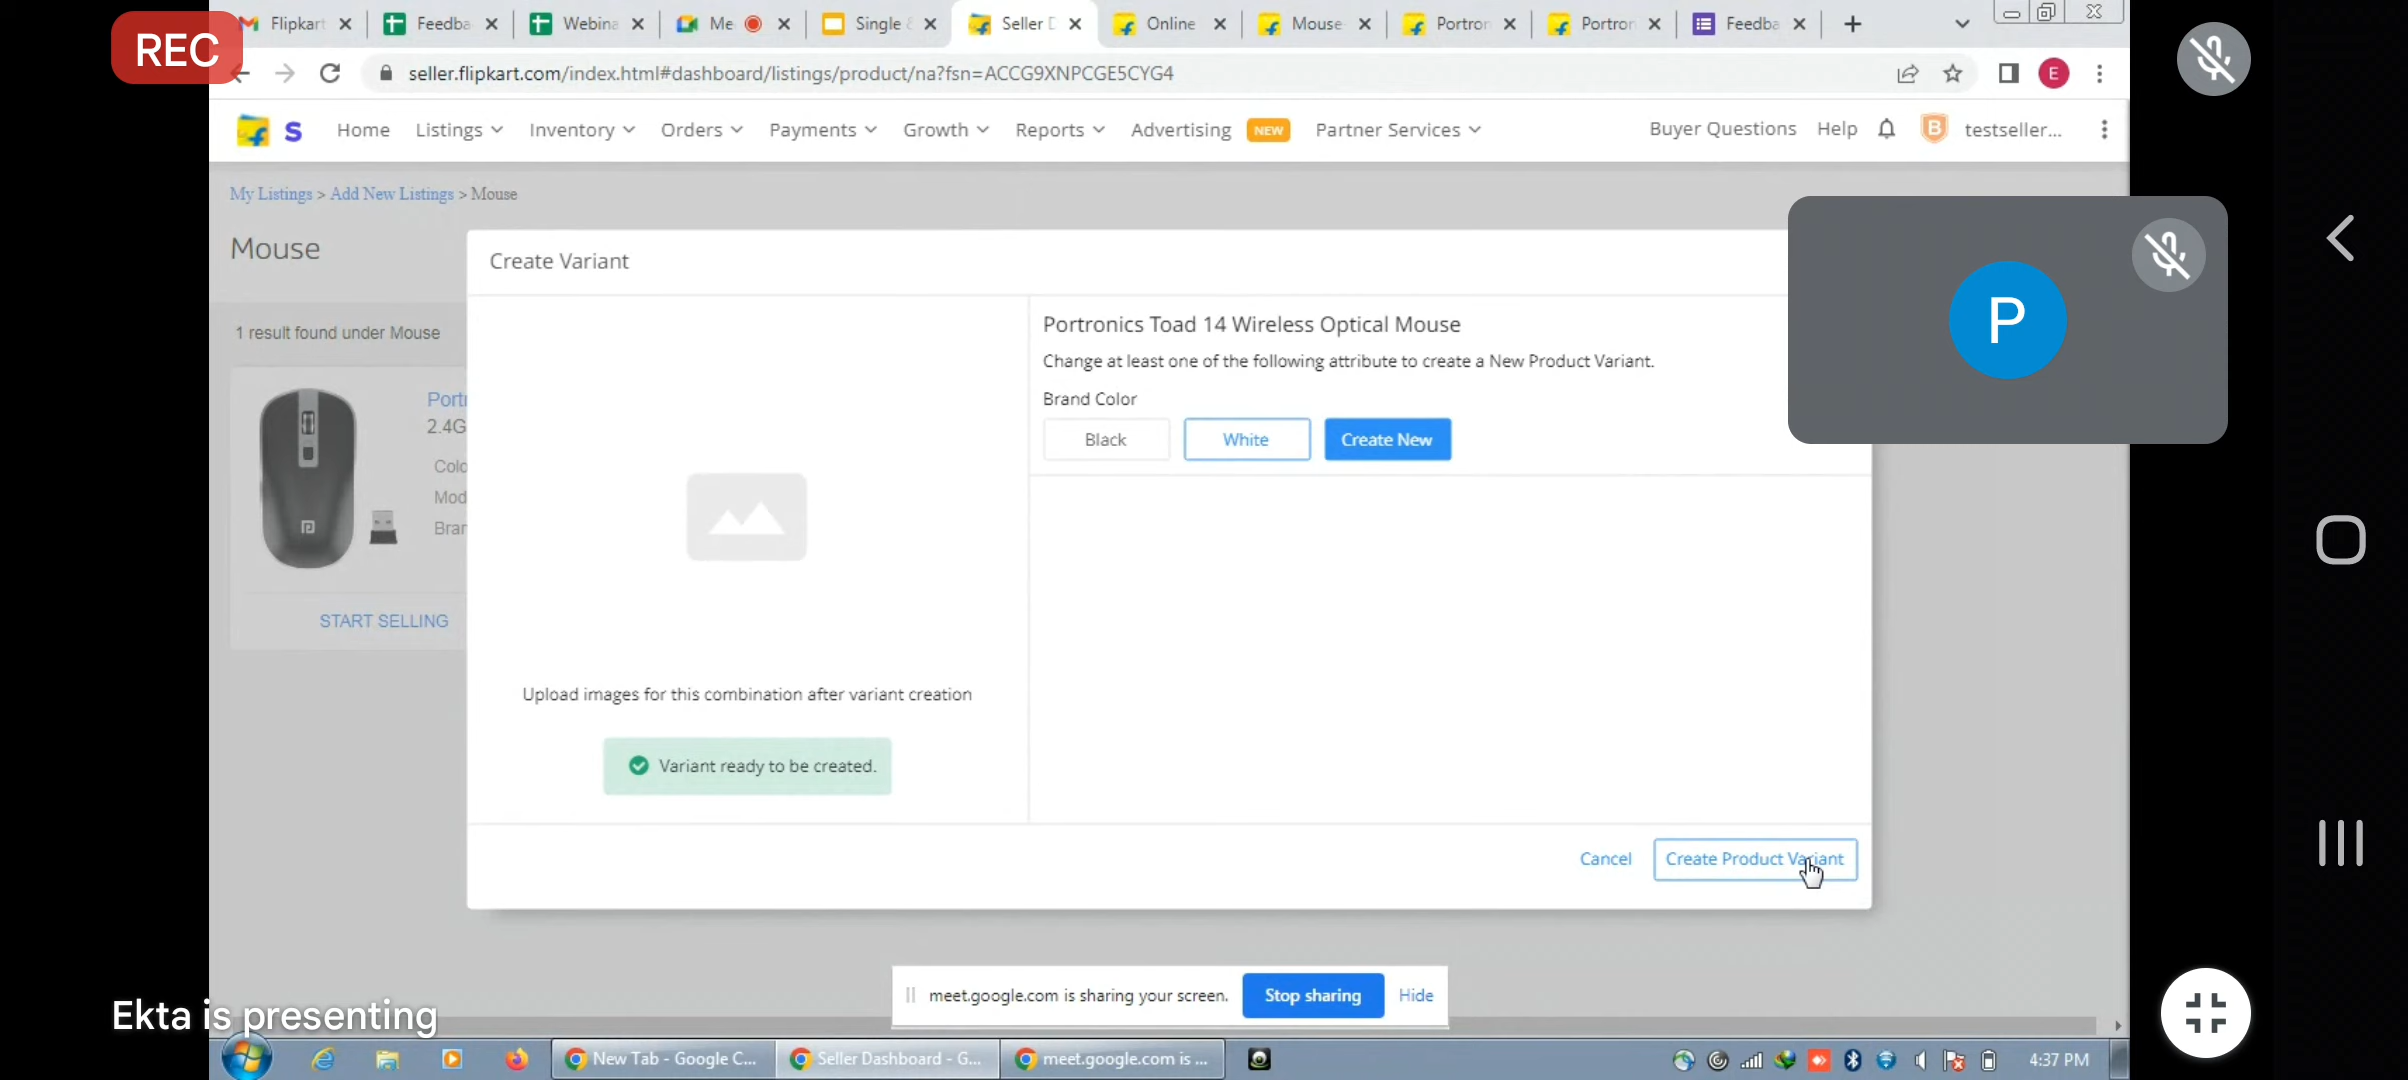 REC
Flipkart
Feedba
Webina
Me
Single &
Seller D
Online
Mouse-
Portron
Portron
Feedba
seller.flipkart.com/index.html#dashboard/listings/product/na?fsn=ACCG9XNPCGE5CYG4
E
S
Home
Listings
Inventory
Orders
Payments
Growth
Reports
Advertising
NEW
Partner Services
Buyer Questions
Help
B
testseller...
My Listings > Add New Listings > Mouse
Mouse
1 result found under Mouse
Portr
2.4G
Colo
Mod
Bran
START SELLING
Create Variant
Upload images for this combination after variant creation
Variant ready to be created.
Portronics Toad 14 Wireless Optical Mouse
Change at least one of the following attribute to create a New Product Variant.
Brand Color
Black
White
Create New
Cancel
Create Product Variant
P
meet.google.com is sharing your screen.
Stop sharing
Hide
Ekta is presenting
New Tab - Google C...
Seller Dashboard - G...
meet.google.com is ...
4:37 PM